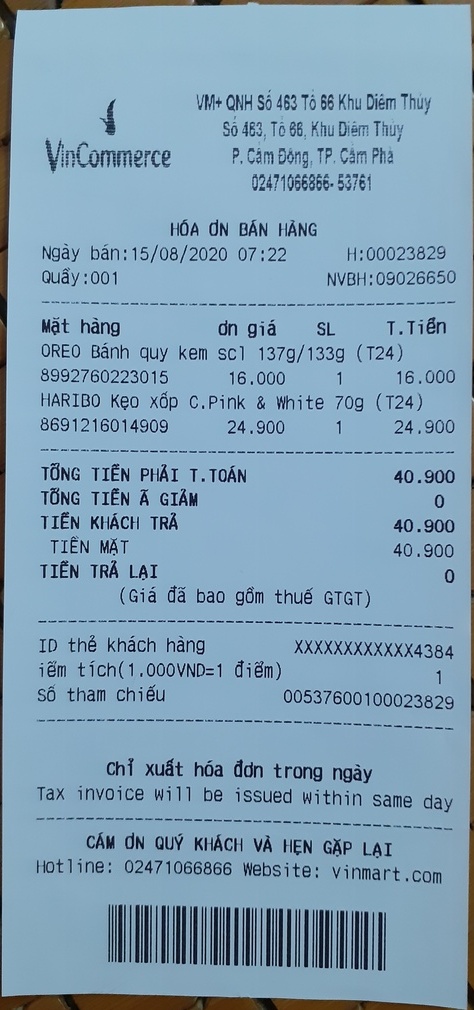 VinCommerce
VM+ QNH Số 463 Tổ 66 Khu Diêm Thủy
Số 463, Tổ 66, Khu Diêm Thủy
P. Cẩm Đông, TP. Cẩm Phả
02471066866- 53761
HÓA ƠN BÁN HÀNG
Ngày bán:15/08/2020 07:22 H:00023829
Quầy:001 NVBH:09026650
Mặt hàng ơn giá SL T.Tiền
OREO Bánh quy kem scl 137g/133g (T24)
8992760223015 16.000 1 16.000
HARIBO Kẹo xốp C.Pink & White 70g (T24)
8691216014909 24.900 1 24.900
TỔNG TIỀN PHẢI T.TOÁN 40.900
TỔNG TIỀN Ã GIẢM 0
TIỀN KHÁCH TRẢ 40.900
TIỀN MẶT 40.900
TIỀN TRẢ LẠI 0
(Giá đã bao gồm thuế GTGT)
ID thẻ khách hàng XXXXXXXXXXXX4384
iểm tích(1.000VND=1 điểm) 1
Số tham chiếu 00537600100023829
Chỉ xuất hóa đơn trong ngày
Tax invoice will be issued within same day
CÁM ƠN QUÝ KHÁCH VÀ HẸN GẶP LẠI
Hotline: 02471066866 Website: vinmart.com